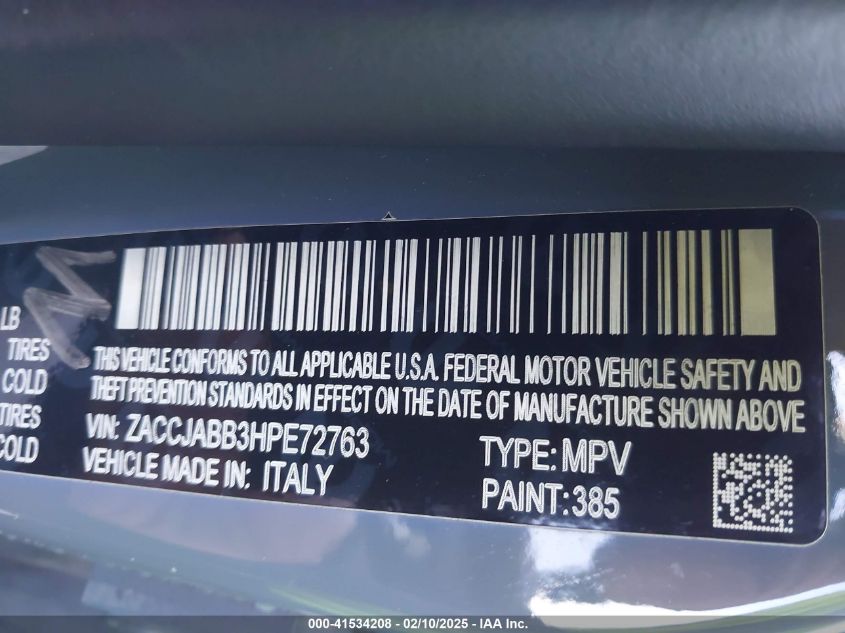 LB
TIRES
COLD
TIRES
COLD
THIS VEHICLE CONFORMS TO ALL APPLICABLE U.S.A. FEDERAL MOTOR VEHICLE SAFETY AND
THEFT PREVENTION STANDARDS IN EFFECT ON THE DATE OF MANUFACTURE SHOWN ABOVE
VIN: ZACCJABB3HPE72763
TYPE: MPV
VEHICLE MADE IN: ITALY
PAINT: 385
000-41534208 - 02/10/2025 - IAA Inc.